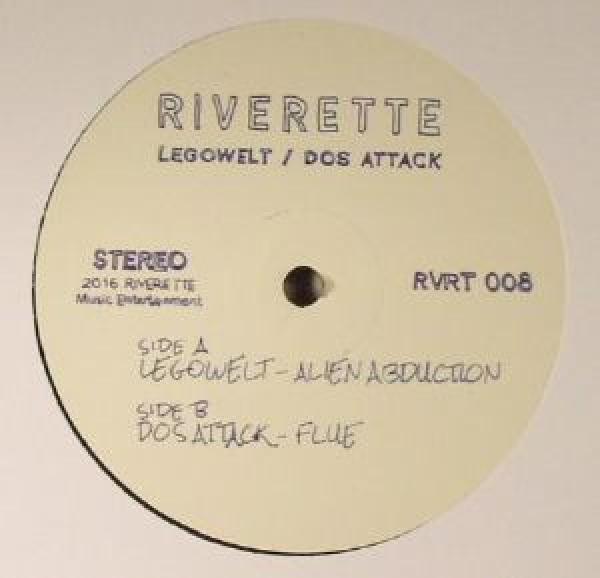 RIVERETTE
LEGOWELT / DOS ATTACK
STEREO
2016 RIVERETTE
Music Entertainment
RVRT 008
SIDE A
LEGOWELT - ALIEN ABDUCTION
SIDE B
DOS ATTACK - FLUE